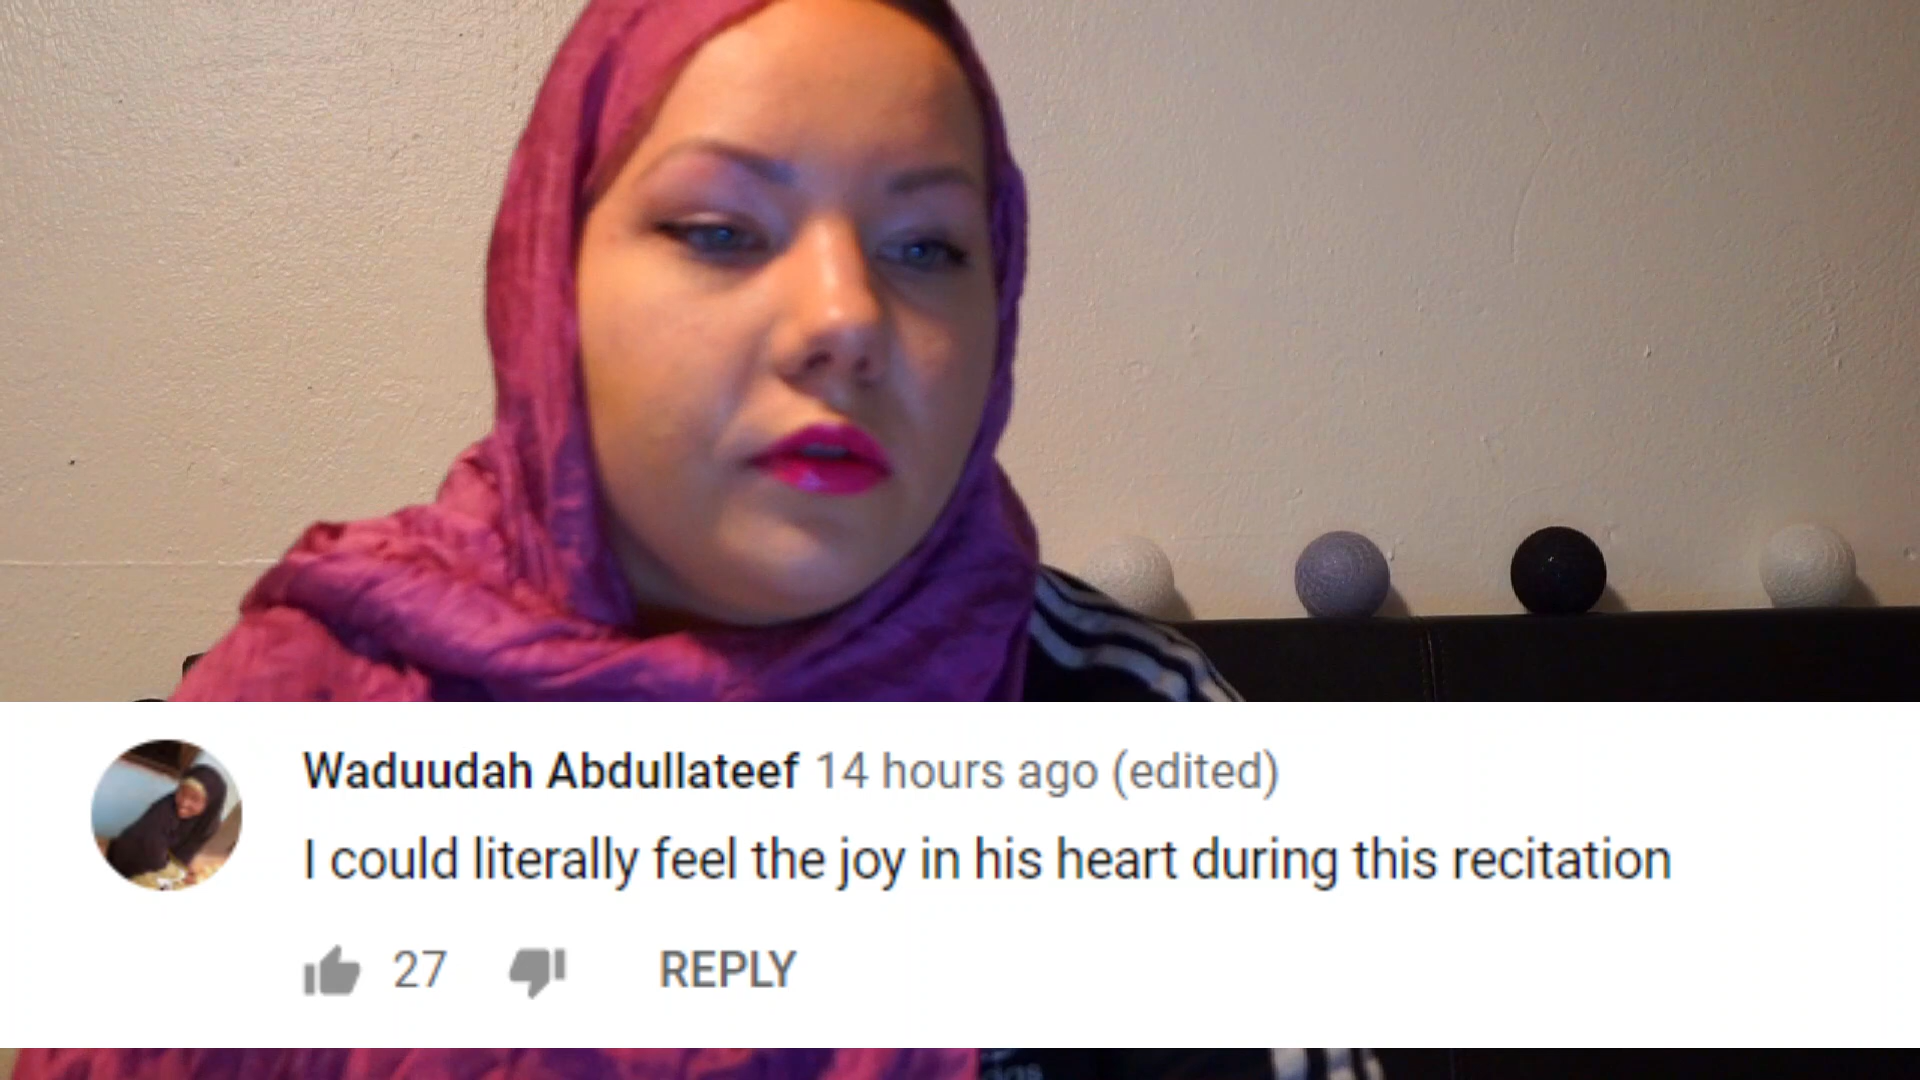 Waduudah Abdullateef 14 hours ago (edited)
I could literally feel the joy in his heart during this recitation
27 REPLY